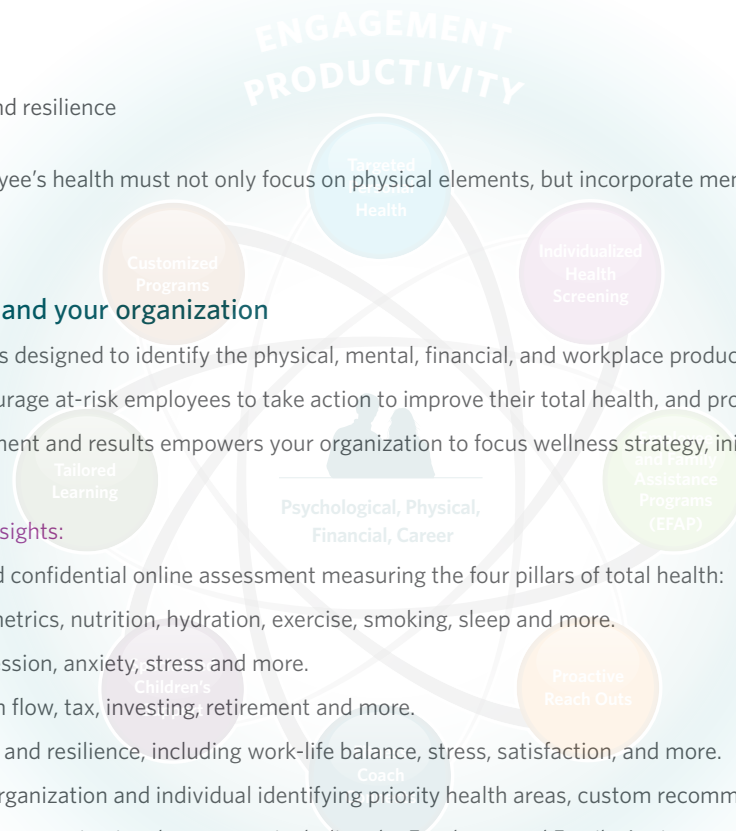 ENGAGEMENT
PRODUCTIVITY
nd resilience
Targeted
yee's health must not only focus on physical elements, but incorporate mer
Health
Individualized
Health
Screening
Customized
Programs
and your organization
s designed to identify the physical, mental, financial, and workplace produc
urage at-risk employees to take action to improve their total health, and pro
ment and results empowers your organization to focus wellness strategy, ini
and Family
Assistance
Programs
(EFAP)
Tailored
Learning
Psychological, Physical,
Financial, Career
sights:
d confidential online assessment measuring the four pillars of total health:
netrics, nutrition, hydration, exercise, smoking, sleep and more.
ession, anxiety, stress and more.
Children's
Proactive
Reach Outs
n flow, tax, investing, retirement and more.
and resilience, including work-life balance, stress, satisfaction, and more.
Coach
organization and individual identifying priority health areas, custom recomm